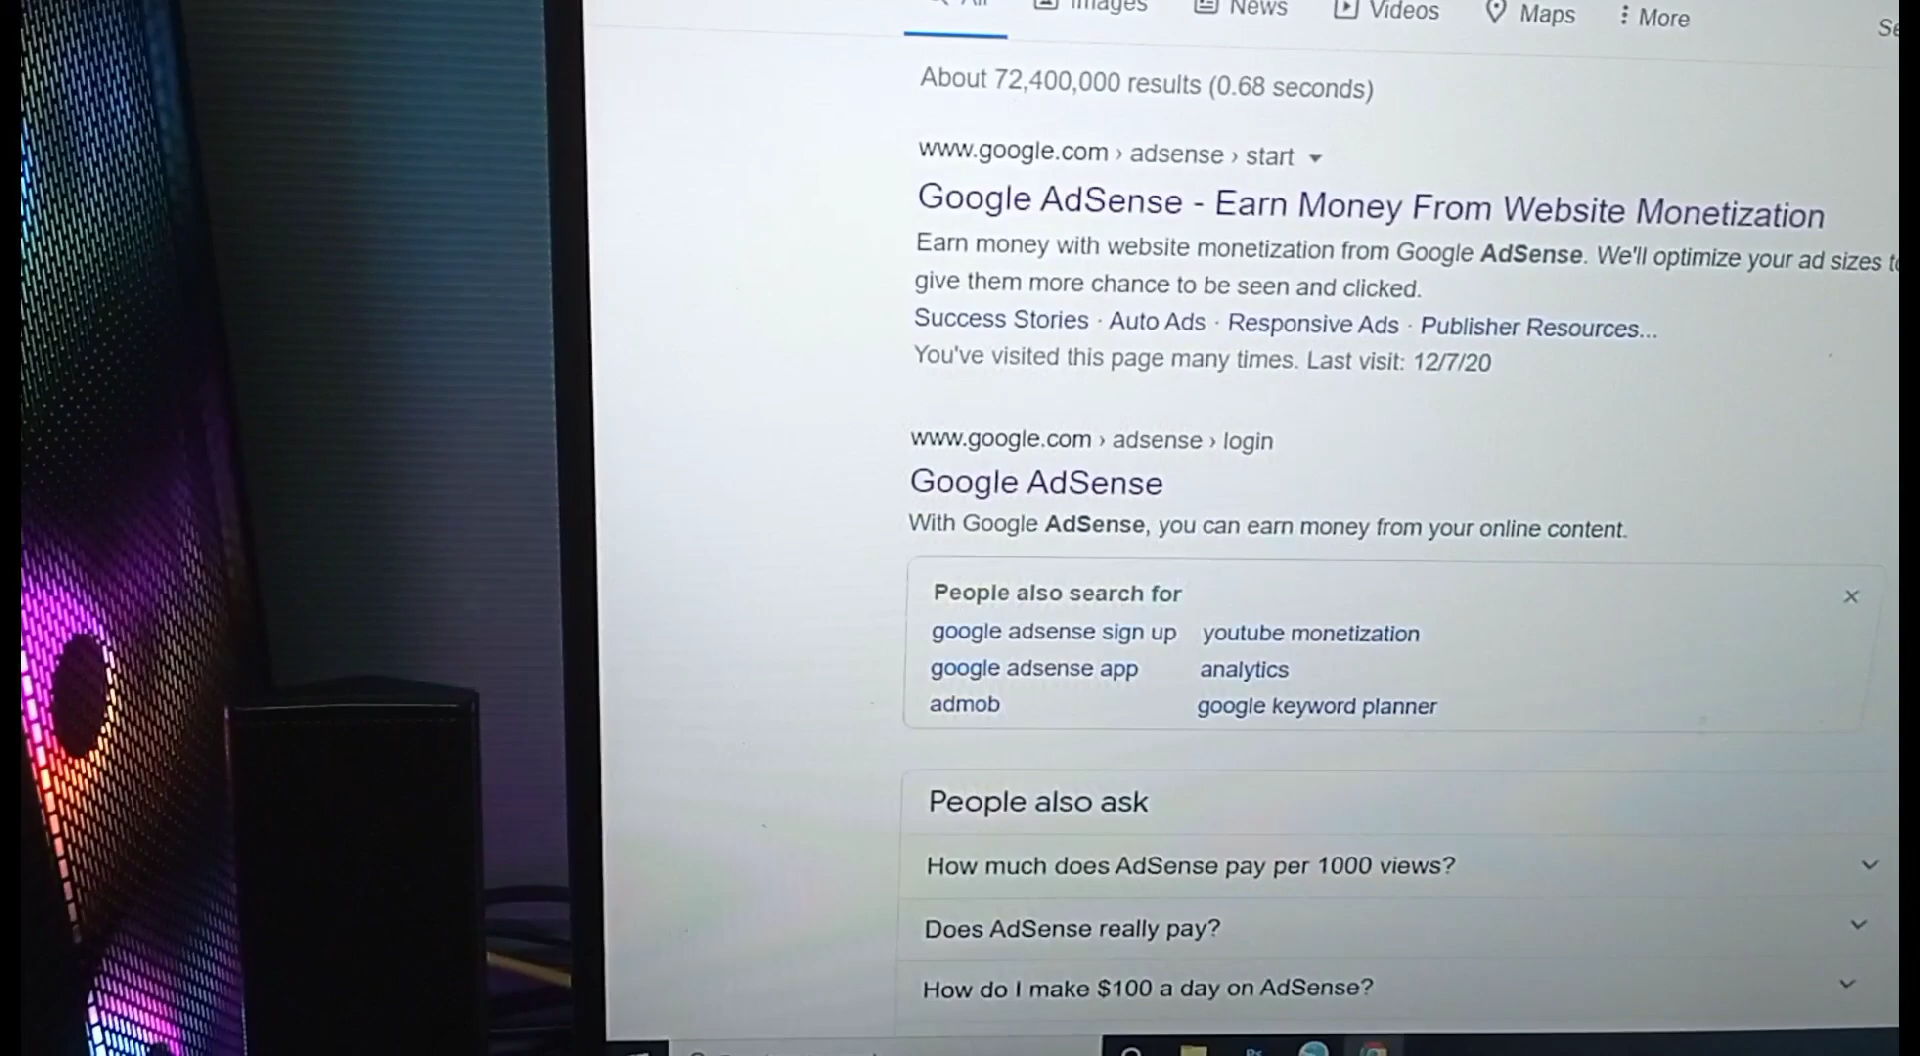 All Images News Videos Maps More
About 72,400,000 results (0.68 seconds)
www.google.com › adsense › start
Google AdSense - Earn Money From Website Monetization
Earn money with website monetization from Google AdSense. We'll optimize your ad sizes to
give them more chance to be seen and clicked.
Success Stories · Auto Ads · Responsive Ads · Publisher Resources...
You've visited this page many times. Last visit: 12/7/20
www.google.com › adsense › login
Google AdSense
With Google AdSense, you can earn money from your online content.
People also search for
google adsense sign up youtube monetization
google adsense app analytics
admob google keyword planner
People also ask
How much does AdSense pay per 1000 views?
Does AdSense really pay?
How do I make $100 a day on AdSense?